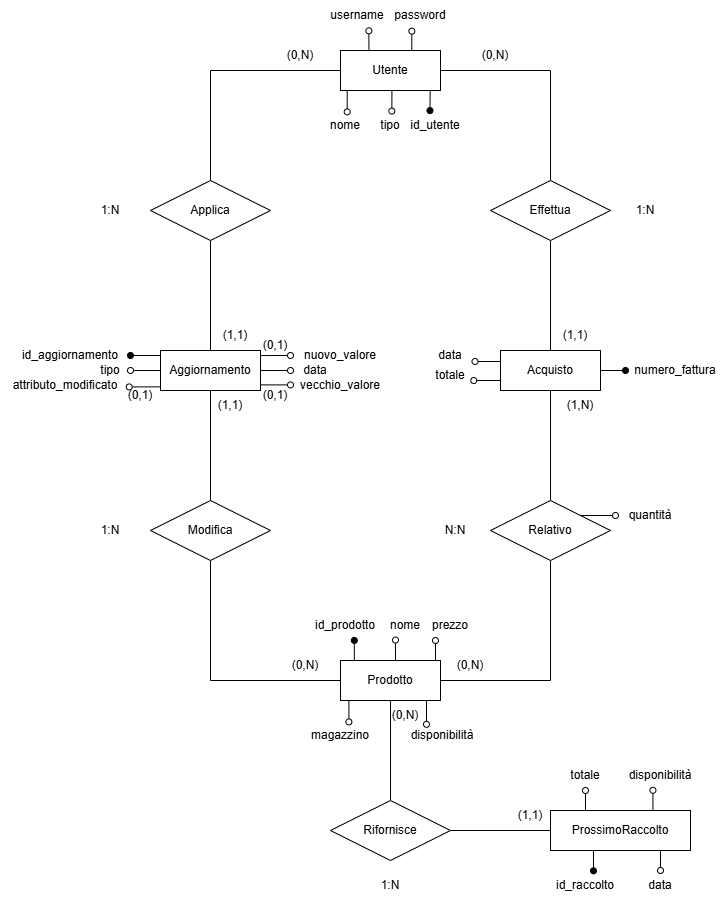 username password
(0,N) (0,N)
Utente
nome tipo id_utente
1:N Applica Effettua 1:N
(1,1) (1,1)
(0,1)
id_aggiornamento nuovo_valore data
tipo Aggiornamento data totale Acquisto numero_fattura
attributo_modificato vecchio_valore
(0,1) (0,1)
(1,1) (1,N)
quantità
1:N Modifica N:N Relativo
id_prodotto nome prezzo
(0,N) (0,N)
Prodotto
(0,N)
magazzino disponibilità
totale disponibilità
(1,1)
Rifornisce ProssimoRaccolto
1:N id_raccolto data